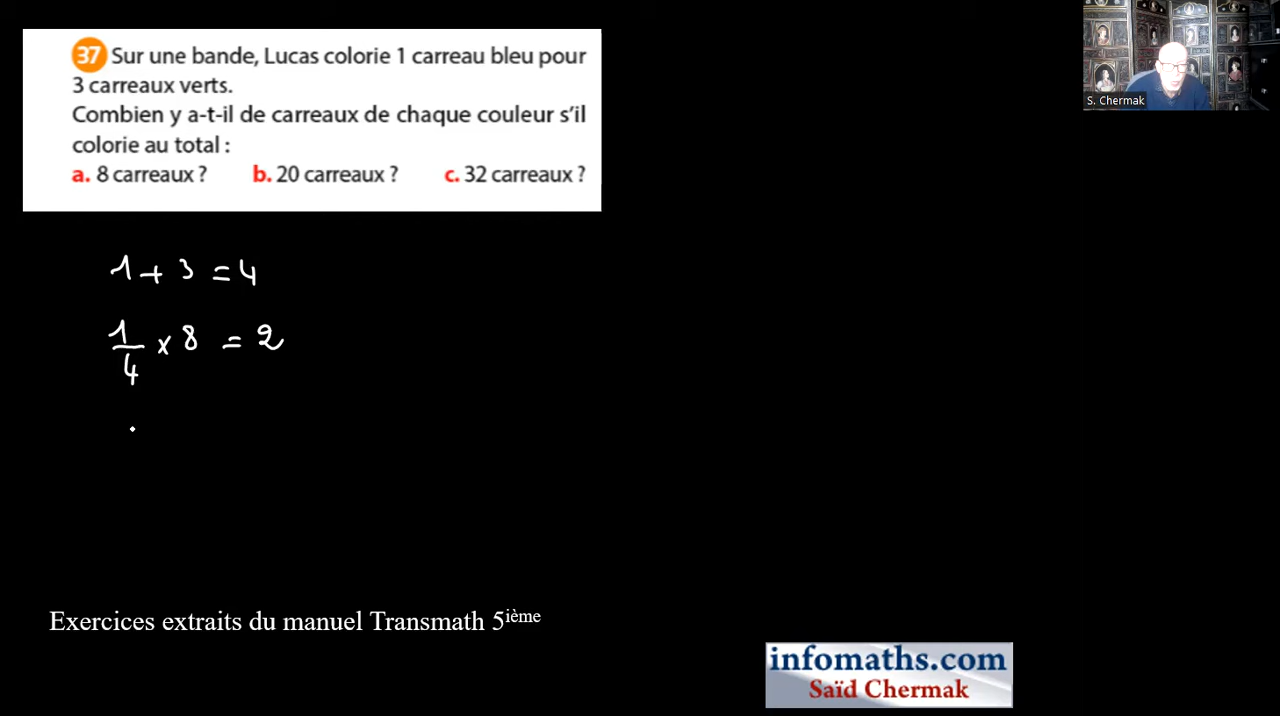 37 Sur une bande, Lucas colorie 1 carreau bleu pour
3 carreaux verts.
Combien y a-t-il de carreaux de chaque couleur s'il
colorie au total :
a. 8 carreaux ? b. 20 carreaux ? c. 32 carreaux ?
S. Chermak
1 + 3 = 4
1/4 × 8 = 2
Exercices extraits du manuel Transmath 5ième
infomaths.com
Saïd Chermak